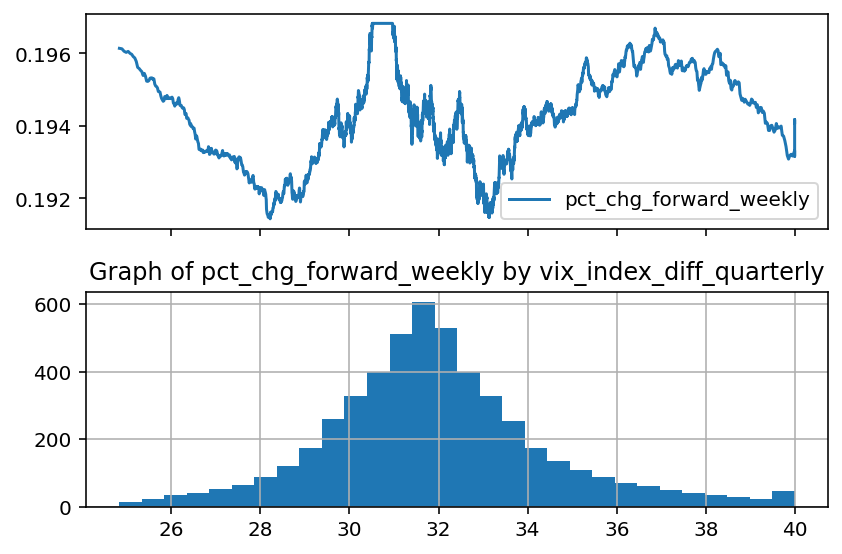 0.196
0.194
0.192
pct_chg_forward_weekly
Graph of pct_chg_forward_weekly by vix_index_diff_quarterly
600
400
200
0
26 28 30 32 34 36 38 40